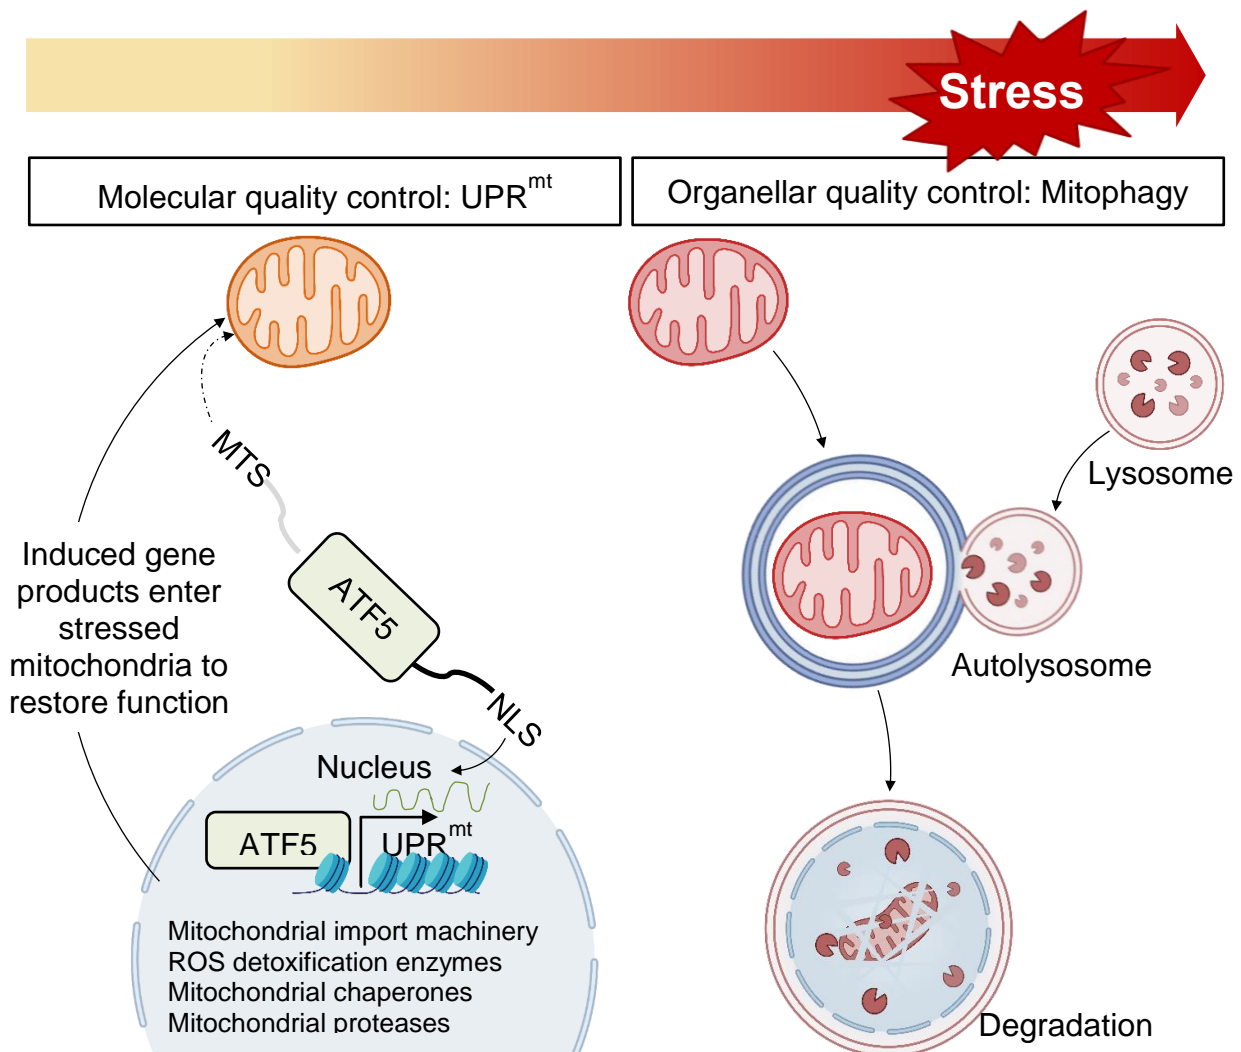 Stress
Molecular quality control: UPRmt
Organellar quality control: Mitophagy
MTS
ATF5
NLS
Induced gene
products enter
stressed
mitochondria to
restore function
Nucleus
ATF5
UPRmt
Mitochondrial import machinery
ROS detoxification enzymes
Mitochondrial chaperones
Mitochondrial proteases
Lysosome
Autolysosome
Degradation